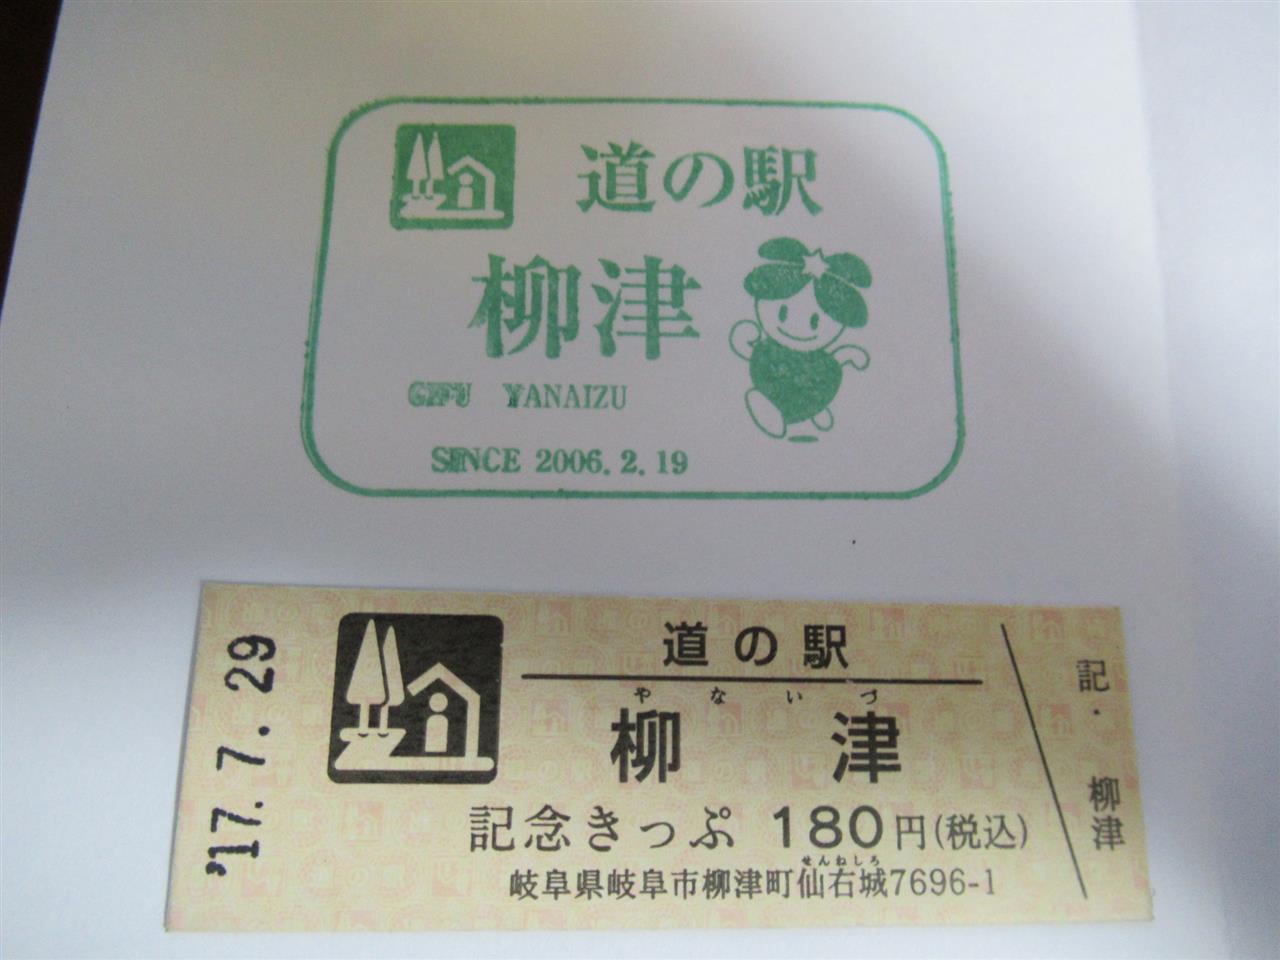 道の駅
柳津
GIFU YANAIZU
SINCE 2006.2.19
'17.7.29
道の駅
やないづ
柳津
記念きっぷ 180円(税込)
せんねしろ
岐阜県岐阜市柳津町仙右城7696-1
記・柳津